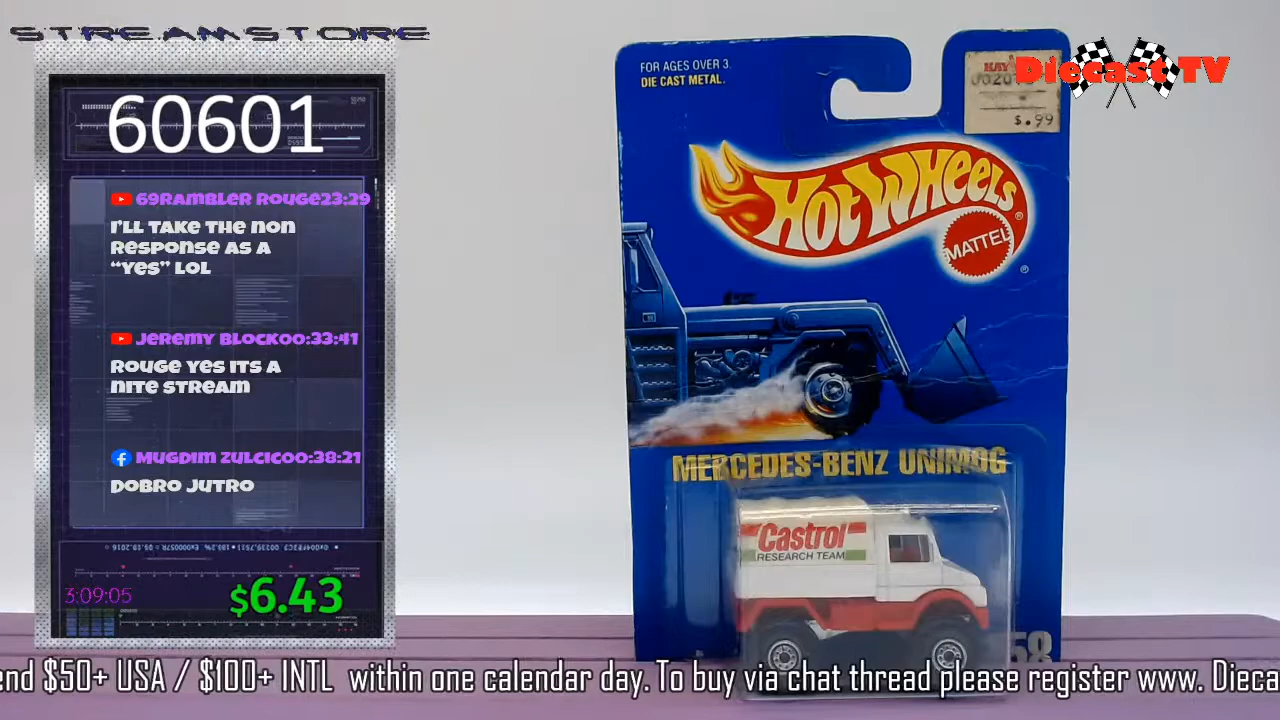 STREAMSTORE
60601
69Rambler Rouge23:29
I'll take the non
response as a
"yes" LOL
Jeremy Block00:33:41
Rouge yes its a
nite stream
Mugdim Zulcic00:38:21
Dobro jutro
3:09:05
$6.43
FOR AGES OVER 3.
DIE CAST METAL.
KAY
$.99
Diecast TV
Hot Wheels
®
MATTEL
®
MERCEDES-BENZ UNIMOG
Castrol
RESEARCH TEAM
58
end $50+ USA / $100+ INTL within one calendar day. To buy via chat thread please register www. Dieca